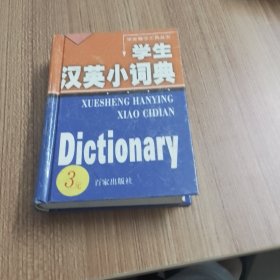 学生
汉英小词典
XUESHENG HANYING
XIAO CIDIAN
Dictionary
3元
百家出版社